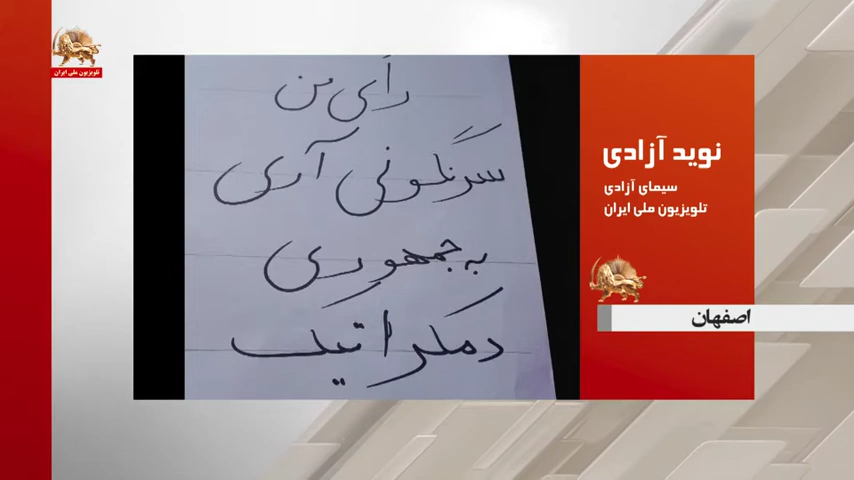 تلویزیون ملی ایران
رأی من
سرنگونی آری
به جمهوری
دمکراتیک
نوید آزادی
سیمای آزادی
تلویزیون ملی ایران
اصفهان